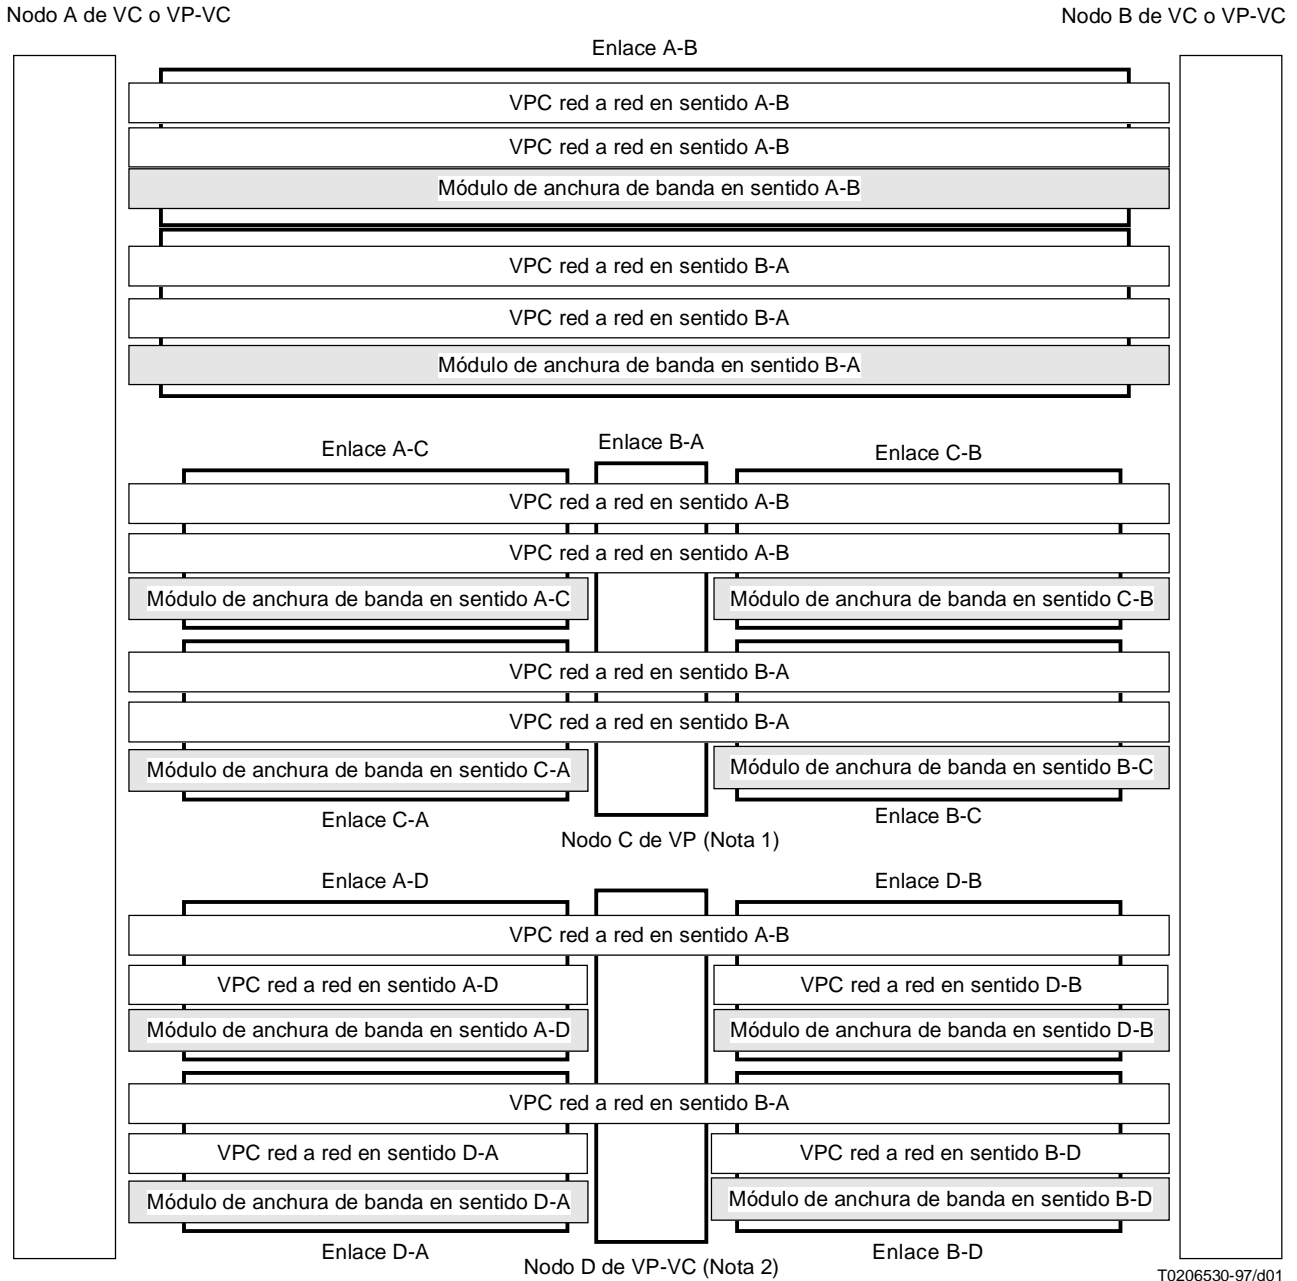 Nodo A de VC o VP-VC
Nodo B de VC o VP-VC
Enlace A-B
VPC red a red en sentido A-B
VPC red a red en sentido A-B
Módulo de anchura de banda en sentido A-B
VPC red a red en sentido B-A
VPC red a red en sentido B-A
Módulo de anchura de banda en sentido B-A
Enlace A-C
Enlace B-A
Enlace C-B
VPC red a red en sentido A-B
VPC red a red en sentido A-B
Módulo de anchura de banda en sentido A-C
Módulo de anchura de banda en sentido C-B
VPC red a red en sentido B-A
VPC red a red en sentido B-A
Módulo de anchura de banda en sentido C-A
Módulo de anchura de banda en sentido B-C
Enlace C-A
Enlace B-C
Nodo C de VP (Nota 1)
Enlace A-D
Enlace D-B
VPC red a red en sentido A-B
VPC red a red en sentido A-D
VPC red a red en sentido D-B
Módulo de anchura de banda en sentido A-D
Módulo de anchura de banda en sentido D-B
VPC red a red en sentido B-A
VPC red a red en sentido D-A
VPC red a red en sentido B-D
Módulo de anchura de banda en sentido D-A
Módulo de anchura de banda en sentido B-D
Enlace D-A
Enlace B-D
Nodo D de VP-VC (Nota 2)
T0206530-97/d01